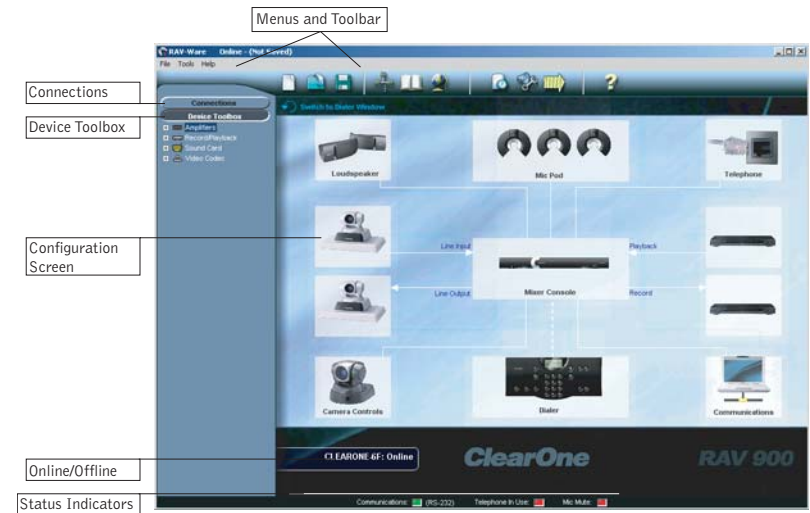 Menus and Toolbar
RAV-Ware Online - (Not Saved)
File Tools Help
Connections
Connections
Device Toolbox
Device Toolbox
Switch to Dialer Window
Amplifiers
Record/Playback
Sound Card
Video Codec
Loudspeaker
Mic Pod
Telephone
Configuration
Screen
Line Input
Playback
Mixer Console
Line Output
Record
Camera Controls
Dialer
Communications
Online/Offline
CLEARONE-6F: Online
ClearOne
RAV 900
Status Indicators
Communications: (RS-232) Telephone In Use: Mic Mute: